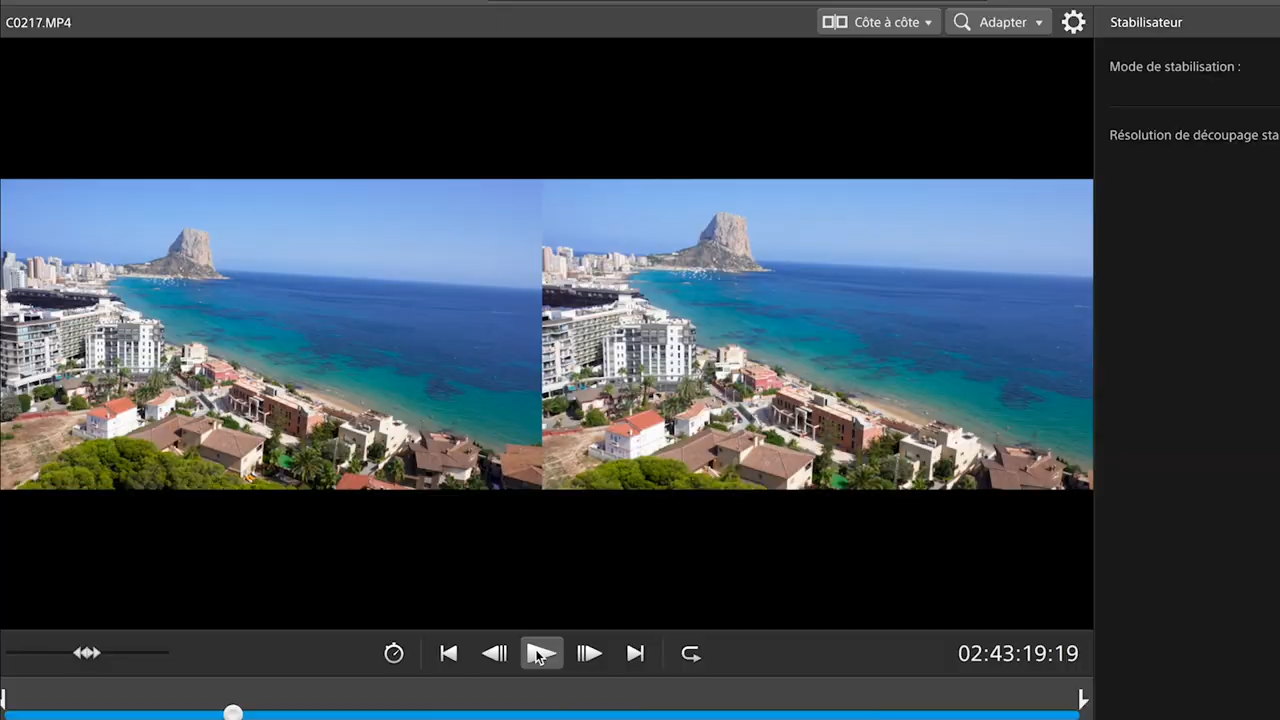 C0217.MP4
Côte à côte
Adapter
Stabilisateur
Mode de stabilisation :
Résolution de découpage sta
02:43:19:19